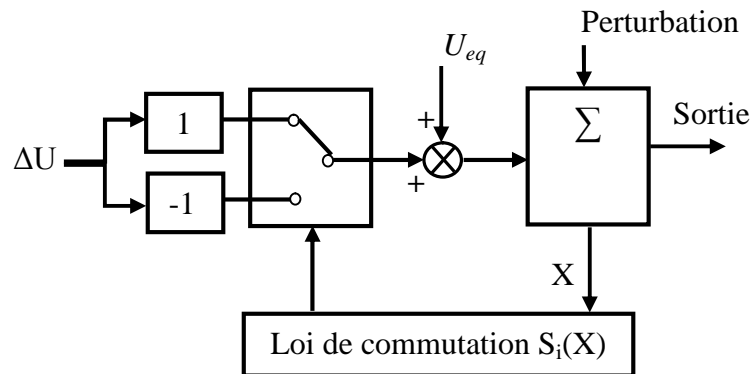 Perturbation
U_eq
1
+
∑
Sortie
ΔU
+
-1
X
Loi de commutation S_i(X)